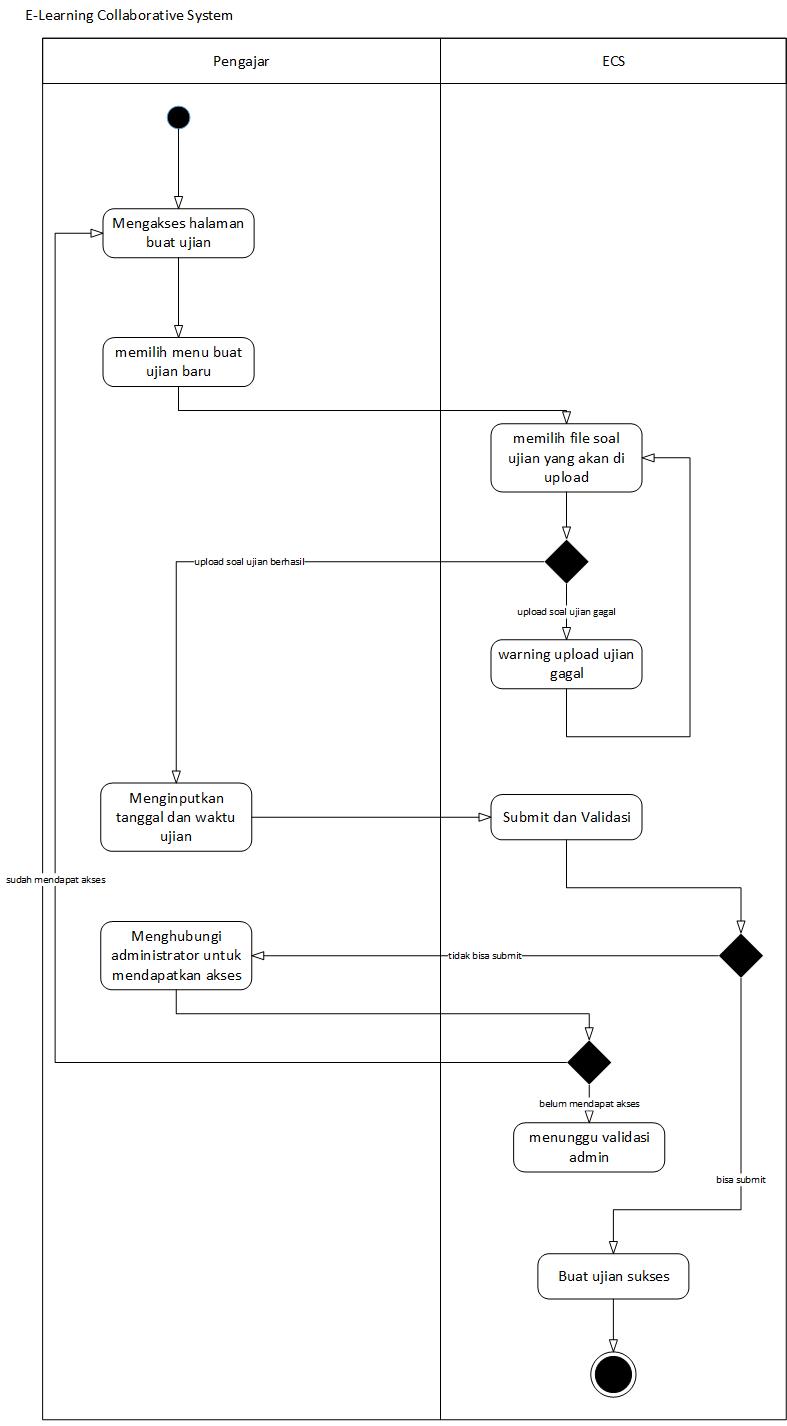 E-Learning Collaborative System
Pengajar
ECS
Mengakses halaman
buat ujian
memilih menu buat
ujian baru
memilih file soal
ujian yang akan di
upload
upload soal ujian berhasil
upload soal ujian gagal
warning upload ujian
gagal
Menginputkan
tanggal dan waktu
ujian
Submit dan Validasi
sudah mendapat akses
Menghubungi
administrator untuk
mendapatkan akses
tidak bisa submit
belum mendapat akses
menunggu validasi
admin
bisa submit
Buat ujian sukses